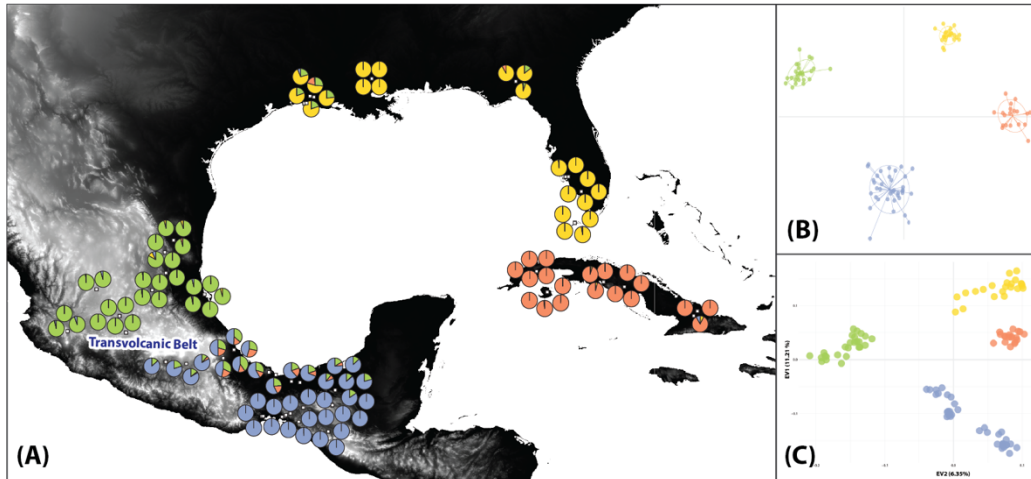 Transvolcanic Belt
(A)
(B)
EV1 (11.21 %)
EV2 (6.35%)
(C)